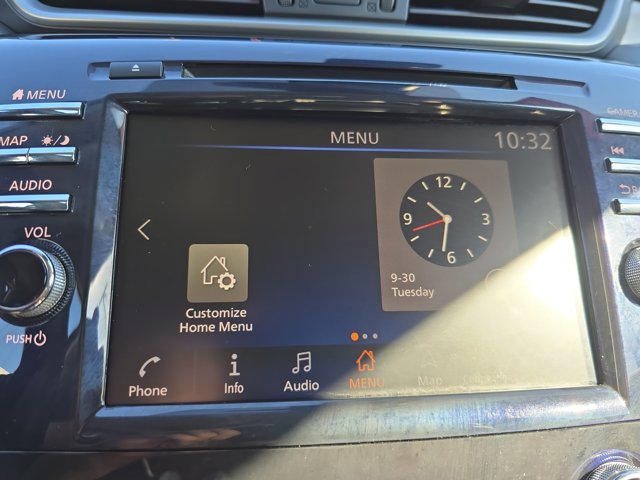 MENU
CAMERA
MAP
AUDIO
VOL
PUSH
MENU
10:32
12
9
3
6
9-30
Tuesday
Customize
Home Menu
Phone
Info
Audio
MENU
Map